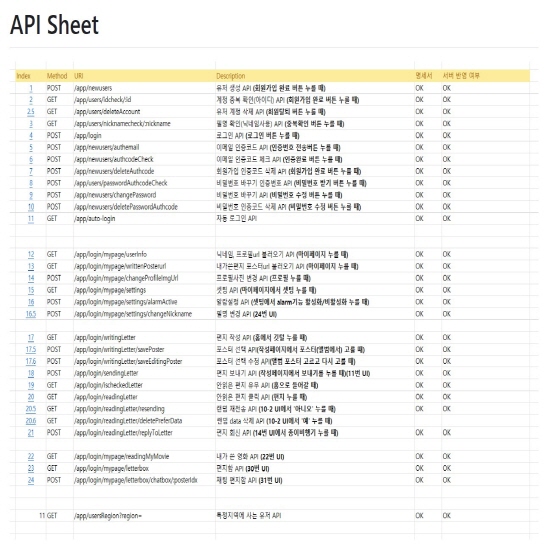 API Sheet
Index Method URI Description 명세서 서버 반영 여부
1 POST /app/newusers 유저 생성 API (회원가입 완료 버튼 누를 때) OK OK
2 GET /app/users/idcheck/:id 계정 중복 확인(아이디) API (회원가입 완료 버튼 누를 때) OK OK
2.5 GET /app/users/deleteAccount 유저 계정 삭제 API (회원탈퇴 버튼 누를 때) OK OK
3 GET /app/users/nicknamecheck/:nickname 필명 확인(닉네임사용) API (중복확인 버튼 누를 때) OK OK
4 POST /app/login 로그인 API (로그인 버튼 누를 때) OK OK
5 POST /app/newusers/authemail 이메일 인증코드 API (인증번호 전송버튼 누를 때) OK OK
6 POST /app/newusers/authcodeCheck 이메일 인증코드 체크 API (인증완료 버튼 누를 때) OK OK
7 POST /app/newusers/deleteAuthcode 회원가입 인증코드 삭제 API (회원가입 완료 버튼 누를 때) OK OK
8 POST /app/users/passwordAuthcodeCheck 비밀번호 바꾸기 인증번호 API (비밀번호 찾기 버튼 누를 때) OK OK
9 POST /app/newusers/changePassword 비밀번호 바꾸기 API (비밀번호 수정 버튼 누를 때) OK OK
10 POST /app/newusers/deletePasswordAuthcode 비밀번호 인증코드 삭제 API (비밀번호 수정 버튼 누를 때) OK OK
11 GET /app/auto-login 자동 로그인 API OK OK
12 GET /app/login/mypage/userInfo 닉네임, 프로필url 불러오기 API (마이페이지 누를 때) OK OK
13 GET /app/login/mypage/writtenPosterurl 내가쓴편지 포스터url 불러오기 API (마이페이지 누를 때) OK OK
14 POST /app/login/mypage/changeProfileImgUrl 프로필사진 변경 API (프로필 누를 때) OK OK
15 GET /app/login/mypage/settings 셋팅 API (마이페이지에서 셋팅 누를 때) OK OK
16 POST /app/login/mypage/settings/alarmActive 알람설정 API (셋팅에서 alarm기능 활성화/비활성화 누를 때) OK OK
16.5 POST /app/login/mypage/settings/changeNickname 필명 변경 API (24번 UI) OK OK
17 GET /app/login/writingLetter 편지 작성 API (홈에서 깃털 누를 때) OK OK
17.5 POST /app/login/writingLetter/savePoster 포스터 선택 API(작성페이지에서 포스터(앨범에서) 고를 때) OK OK
17.6 POST /app/login/writingLetter/saveEditingPoster 포스터 선택 수정 API(앨범 포스터 고르고 다시 고를 때) OK OK
18 POST /app/login/sendingLetter 편지 보내기 API (작성페이지에서 보내기를 누를 때)(11번 UI) OK OK
19 GET /app/login/ischeckedLetter 안읽은 편지 유무 API (홈으로 들어갈 때) OK OK
20 GET /app/login/readingLetter 안읽은 편지 클릭 API (편지 누를 때) OK OK
20.5 GET /app/login/readingLetter/resending 랜덤 재전송 API (10-2 UI에서 '아니오' 누를 때) OK OK
20.6 GET /app/login/readingLetter/deletePreferData 랜덤 data 삭제 API (10-2 UI에서 '예' 누를 때)
21 POST /app/login/readingLetter/replyToLetter 편지 회신 API (14번 UI에서 종이비행기 누를 때) OK OK
22 GET /app/login/mypage/readingMyMovie 내가 쓴 영화 API (22번 UI) OK OK
23 GET /app/login/mypage/letterbox 편지함 API (30번 UI) OK OK
24 POST /app/login/mypage/letterbox/chatbox/:posterIdx 채팅 편지함 API (31번 UI) OK OK
11 GET /app/usersRegion?region= 특정지역에 사는 유저 API OK OK